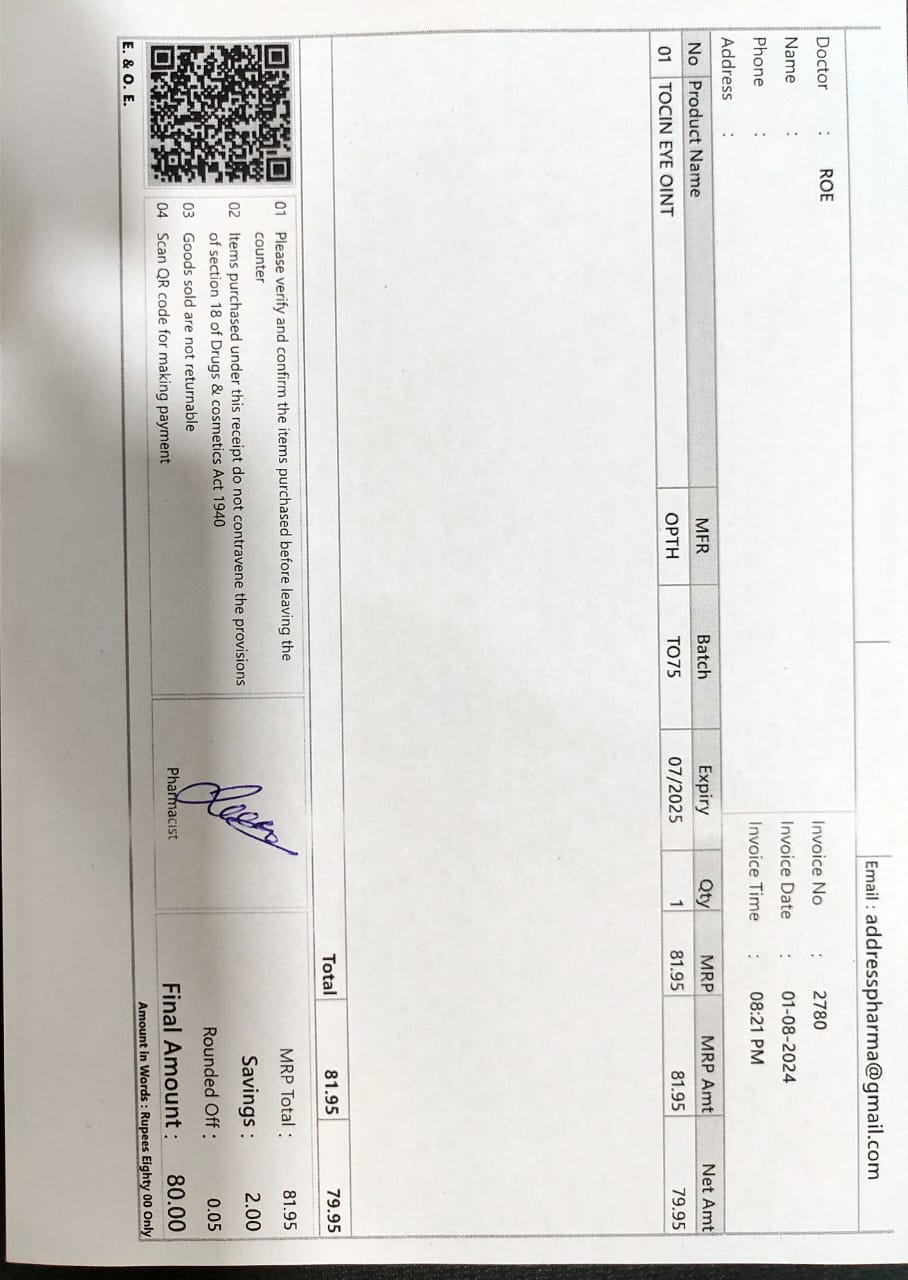 Email : addresspharma@gmail.com
Doctor : ROE
Name :
Phone :
Address :
Invoice No : 2780
Invoice Date : 01-08-2024
Invoice Time : 08:21 PM
No Product Name MFR Batch Expiry Qty MRP MRP Amt Net Amt
01 TOCIN EYE OINT OPTH TO75 07/2025 1 81.95 81.95 79.95
Total 81.95 79.95
01 Please verify and confirm the items purchased before leaving the
counter
02 Items purchased under this receipt do not contravene the provisions
of section 18 of Drugs & cosmetics Act 1940
03 Goods sold are not returnable
04 Scan QR code for making payment
Pharmacist
MRP Total : 81.95
Savings : 2.00
Rounded Off : 0.05
Final Amount : 80.00
Amount in Words : Rupees Eighty 00 Only
E. & O. E.